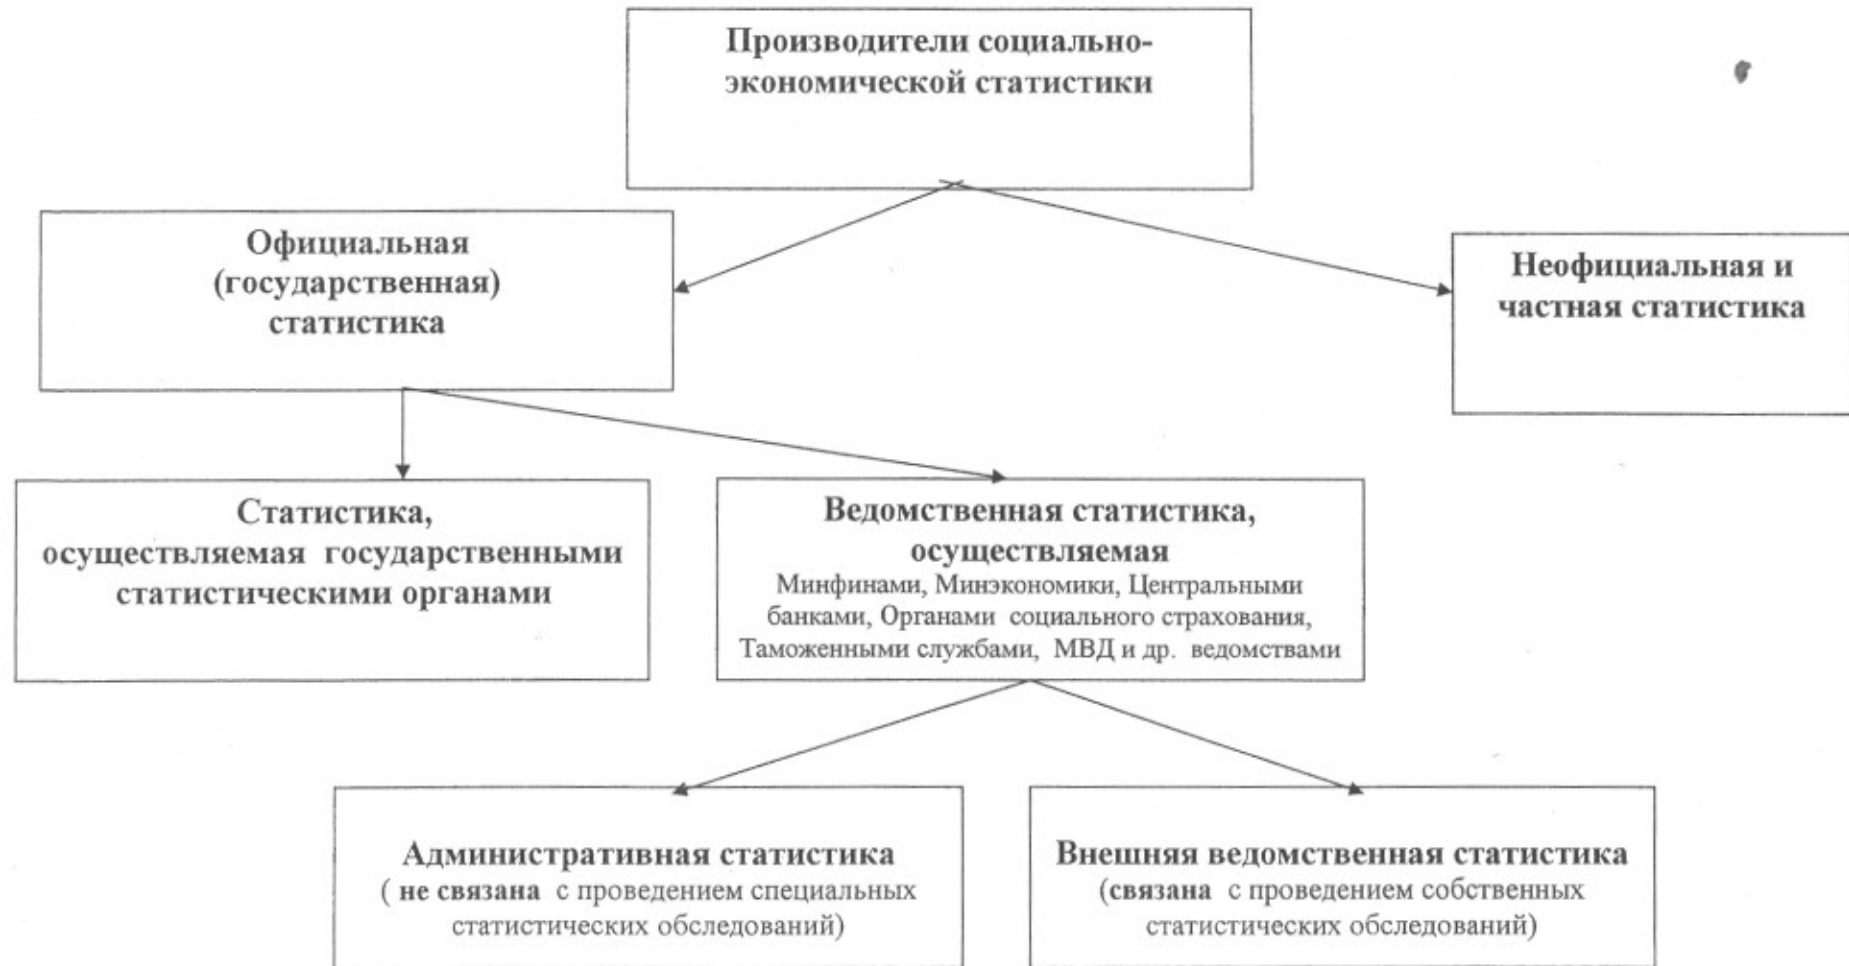 Производители социально-
экономической статистики
Официальная
(государственная)
статистика
Неофициальная и
частная статистика
Статистика,
осуществляемая государственными
статистическими органами
Ведомственная статистика,
осуществляемая
Минфинами, Минэкономики, Центральными
банками, Органами социального страхования,
Таможенными службами, МВД и др. ведомствами
Административная статистика
( не связана с проведением специальных
статистических обследований)
Внешняя ведомственная статистика
(связана с проведением собственных
статистических обследований)